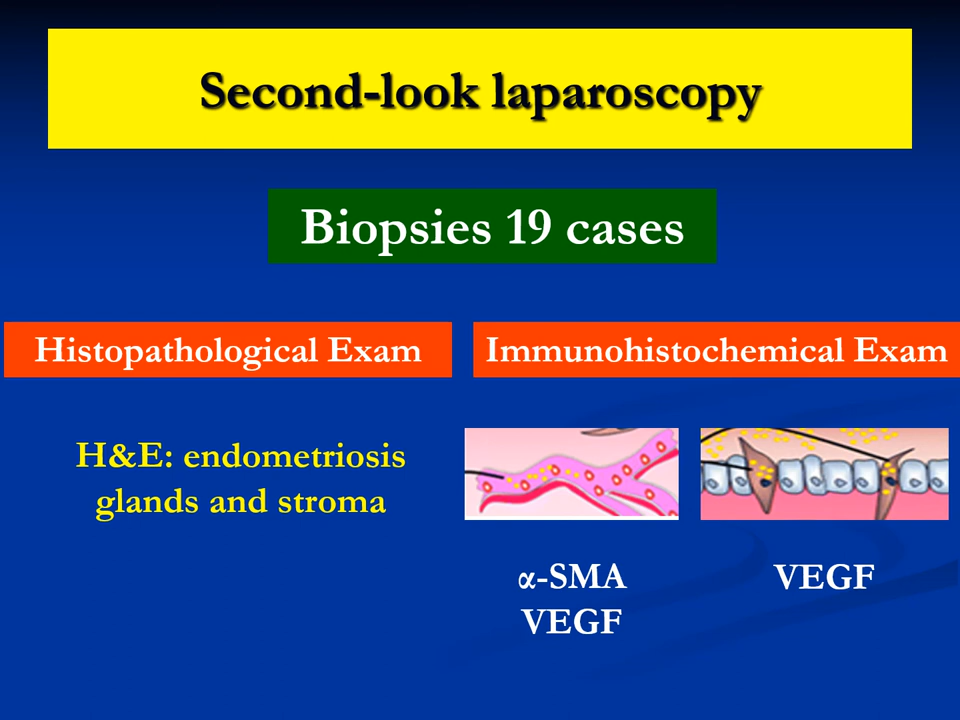 Second-look laparoscopy
Biopsies 19 cases
Histopathological Exam
Immunohistochemical Exam
H&E: endometriosis
glands and stroma
α-SMA
VEGF
VEGF